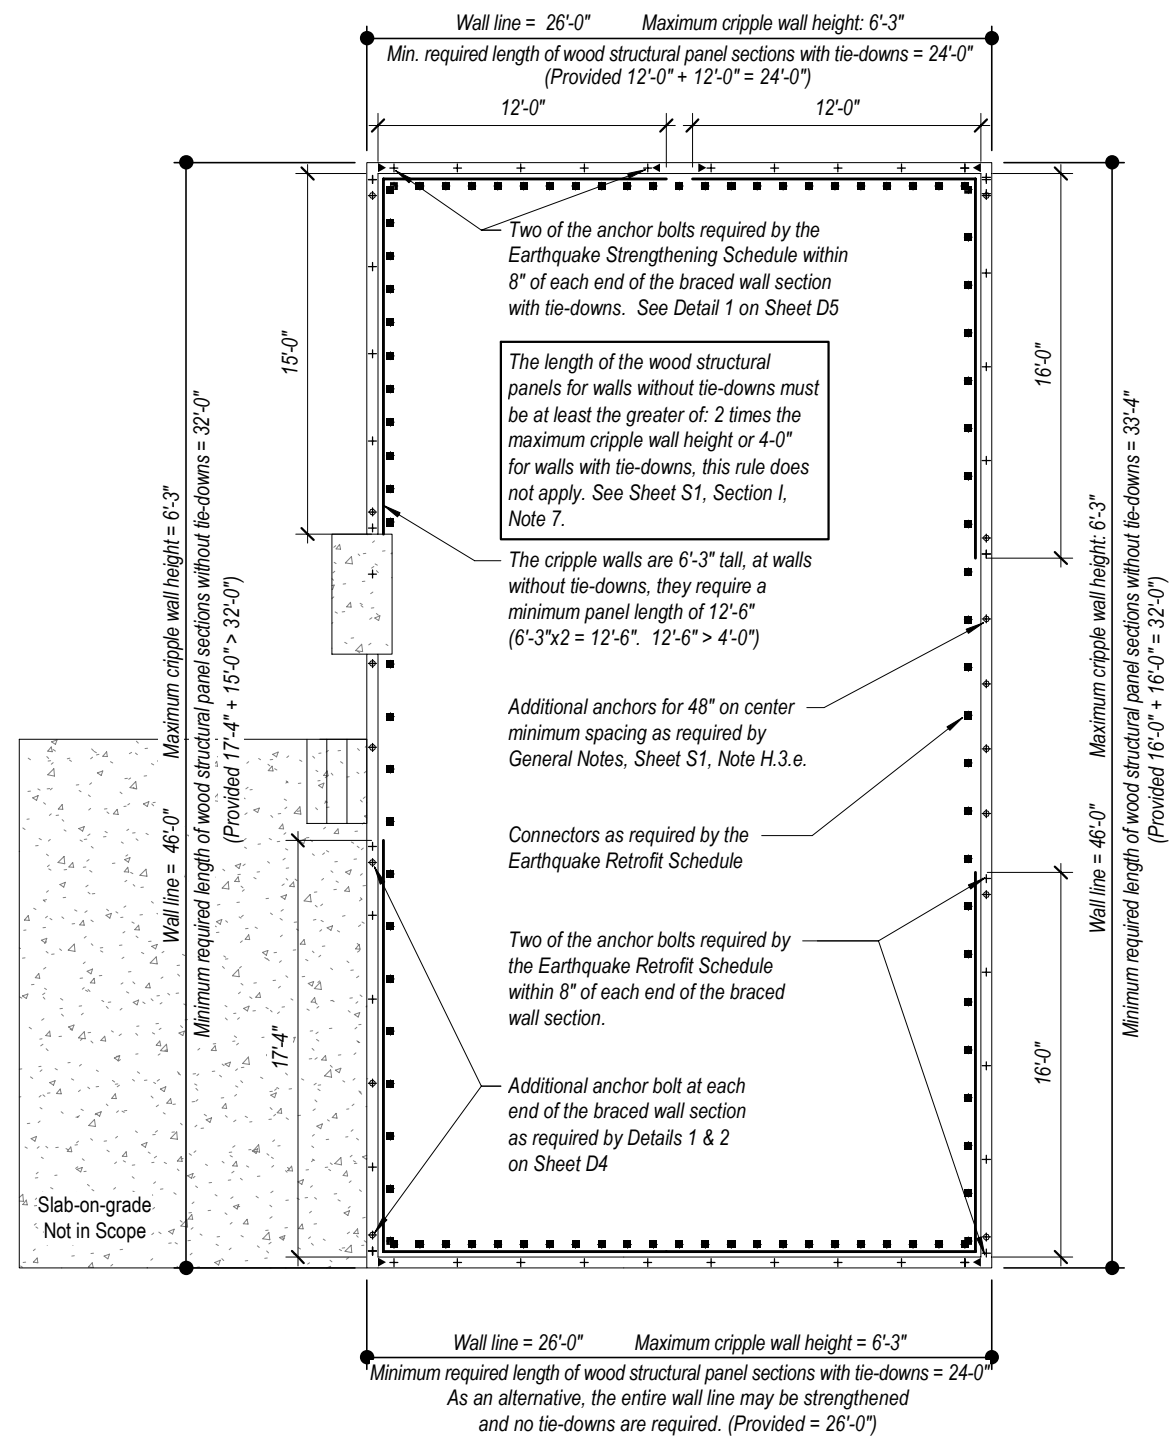 Wall line = 26'-0" Maximum cripple wall height: 6'-3"
Min. required length of wood structural panel sections with tie-downs = 24'-0"
(Provided 12'-0" + 12'-0" = 24'-0")
12'-0" 12'-0"
Two of the anchor bolts required by the
Earthquake Strengthening Schedule within
8" of each end of the braced wall section
with tie-downs. See Detail 1 on Sheet D5
The length of the wood structural
panels for walls without tie-downs must
be at least the greater of: 2 times the
maximum cripple wall height or 4-0"
for walls with tie-downs, this rule does
not apply. See Sheet S1, Section I,
Note 7.
The cripple walls are 6'-3" tall, at walls
without tie-downs, they require a
minimum panel length of 12'-6"
(6'-3"x2 = 12'-6". 12'-6" > 4'-0")
Additional anchors for 48" on center
minimum spacing as required by
General Notes, Sheet S1, Note H.3.e.
Connectors as required by the
Earthquake Retrofit Schedule
Two of the anchor bolts required by
the Earthquake Retrofit Schedule
within 8" of each end of the braced
wall section.
Additional anchor bolt at each
end of the braced wall section
as required by Details 1 & 2
on Sheet D4
15'-0"
17'-4"
Wall line = 46'-0" Maximum cripple wall height = 6'-3"
Minimum required length of wood structural panel sections without tie-downs = 32'-0"
(Provided 17'-4" + 15'-0" > 32'-0")
Slab-on-grade
Not in Scope
16'-0"
16'-0"
Wall line = 46'-0" Maximum cripple wall height: 6'-3"
Minimum required length of wood structural panel sections without tie-downs = 33'-4"
(Provided 16'-0" + 16'-0" = 32'-0")
Wall line = 26'-0" Maximum cripple wall height = 6'-3"
Minimum required length of wood structural panel sections with tie-downs = 24-0"
As an alternative, the entire wall line may be strengthened
and no tie-downs are required. (Provided = 26'-0")